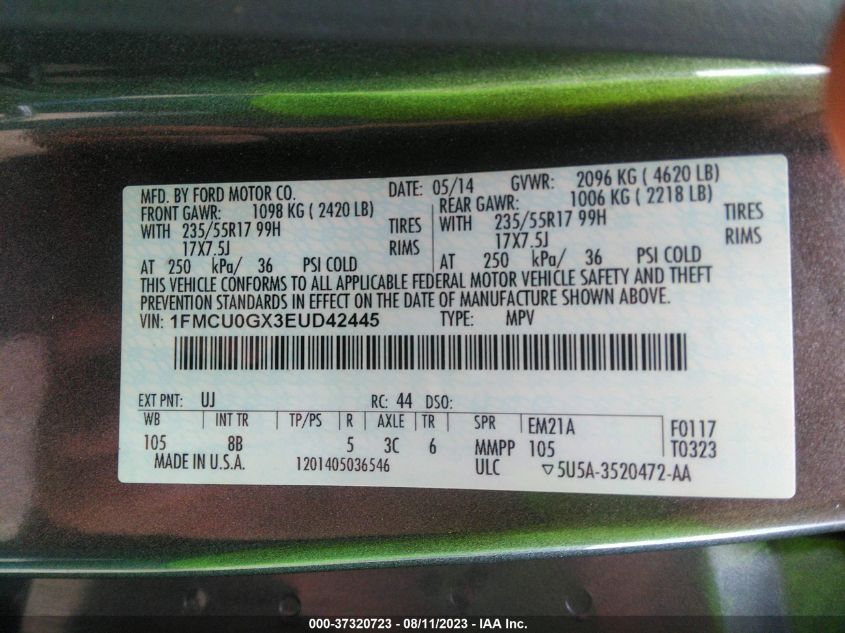 MFD. BY FORD MOTOR CO. DATE: 05/14 GVWR: 2096 KG ( 4620 LB)
FRONT GAWR: 1098 KG ( 2420 LB) REAR GAWR: 1006 KG ( 2218 LB)
WITH 235/55R17 99H TIRES WITH 235/55R17 99H TIRES
17X7.5J RIMS 17X7.5J RIMS
AT 250 kPa/ 36 PSI COLD AT 250 kPa/ 36 PSI COLD
THIS VEHICLE CONFORMS TO ALL APPLICABLE FEDERAL MOTOR VEHICLE SAFETY AND THEFT
PREVENTION STANDARDS IN EFFECT ON THE DATE OF MANUFACTURE SHOWN ABOVE.
VIN: 1FMCU0GX3EUD42445 TYPE: MPV
EXT PNT: UJ RC: 44 DSO:
WB INT TR TP/PS R AXLE TR SPR EM21A F0117
105 8B 5 3C 6 MMPP 105 T0323
MADE IN U.S.A. 1201405036546 ULC ▽5U5A-3520472-AA
000-37320723 - 08/11/2023 - IAA Inc.